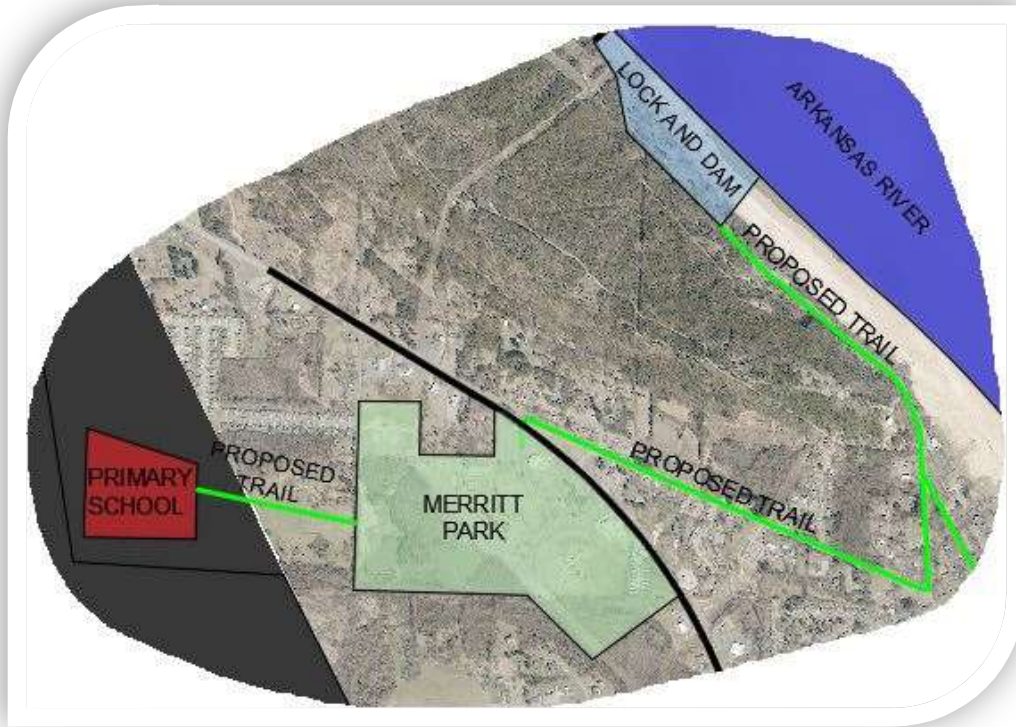 LOCK AND DAM
ARKANSAS RIVER
PROPOSED TRAIL
PROPOSED
TRAIL
PRIMARY
SCHOOL
MERRITT
PARK
PROPOSED TRAIL